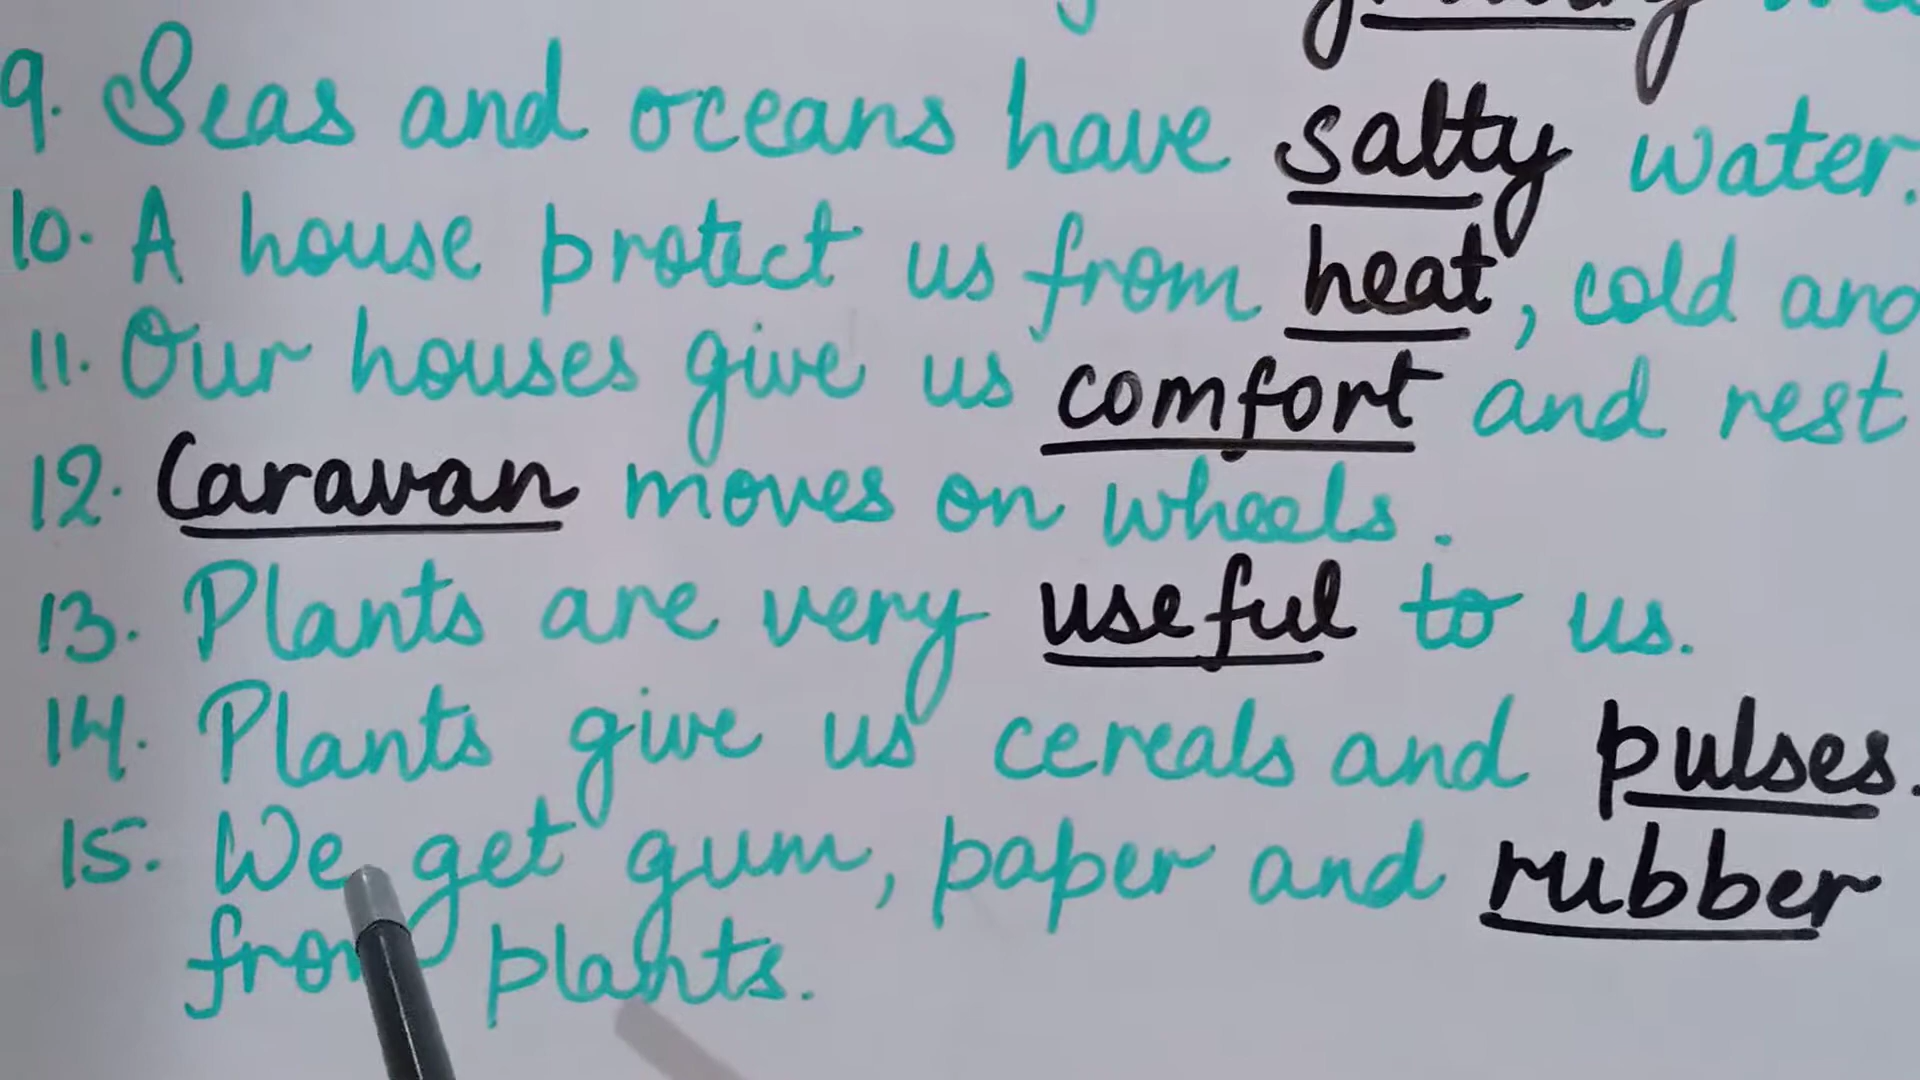 9. Seas and oceans have salty water.
10. A house protect us from heat, cold and
11. Our houses give us comfort and rest
12. Caravan moves on wheels.
13. Plants are very useful to us.
14. Plants give us cereals and pulses.
15. We get gum, paper and rubber
from plants.